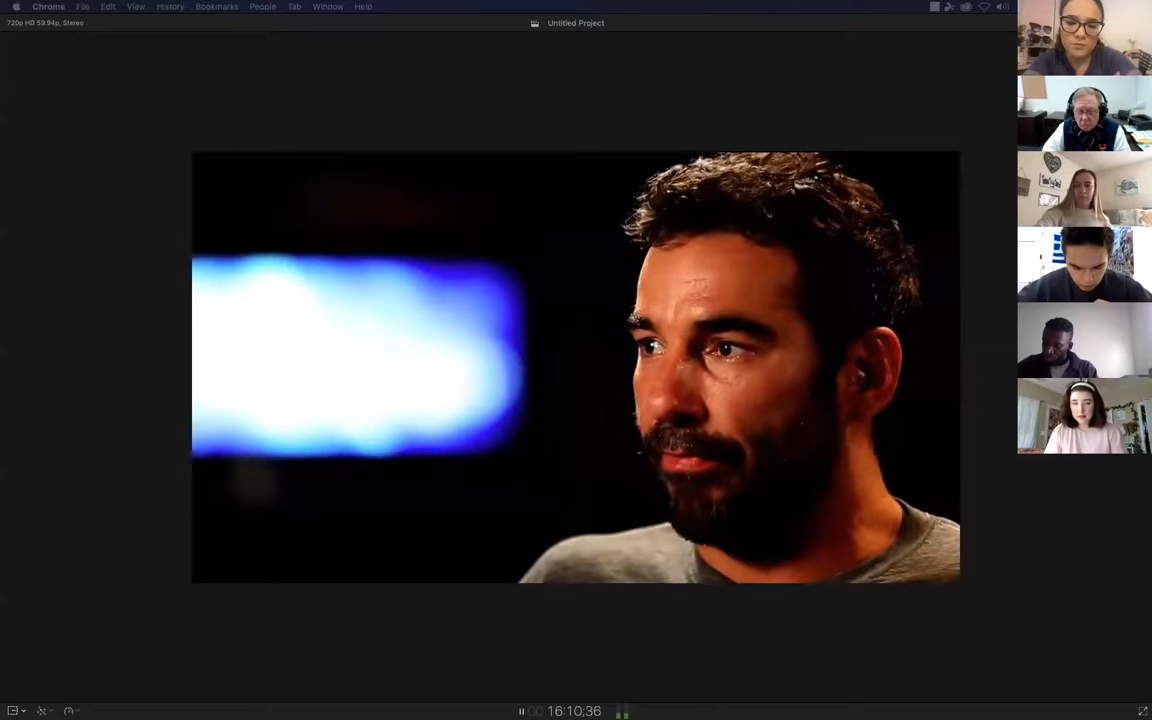 Chrome File Edit View History Bookmarks People Tab Window Help
720p HD 59.94p, Stereo
Untitled Project
00 16:10;36